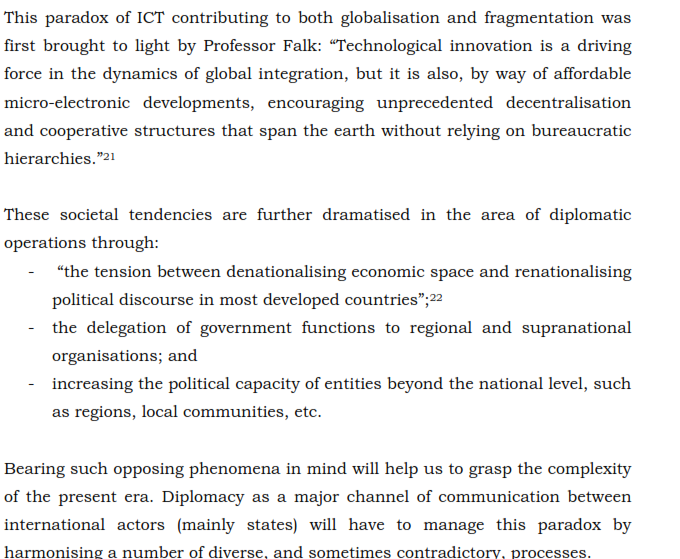 This paradox of ICT contributing to both globalisation and fragmentation was
first brought to light by Professor Falk: “Technological innovation is a driving
force in the dynamics of global integration, but it is also, by way of affordable
micro-electronic developments, encouraging unprecedented decentralisation
and cooperative structures that span the earth without relying on bureaucratic
hierarchies.”21
These societal tendencies are further dramatised in the area of diplomatic
operations through:
- “the tension between denationalising economic space and renationalising
political discourse in most developed countries”;22
- the delegation of government functions to regional and supranational
organisations; and
- increasing the political capacity of entities beyond the national level, such
as regions, local communities, etc.
Bearing such opposing phenomena in mind will help us to grasp the complexity
of the present era. Diplomacy as a major channel of communication between
international actors (mainly states) will have to manage this paradox by
harmonising a number of diverse, and sometimes contradictory, processes.